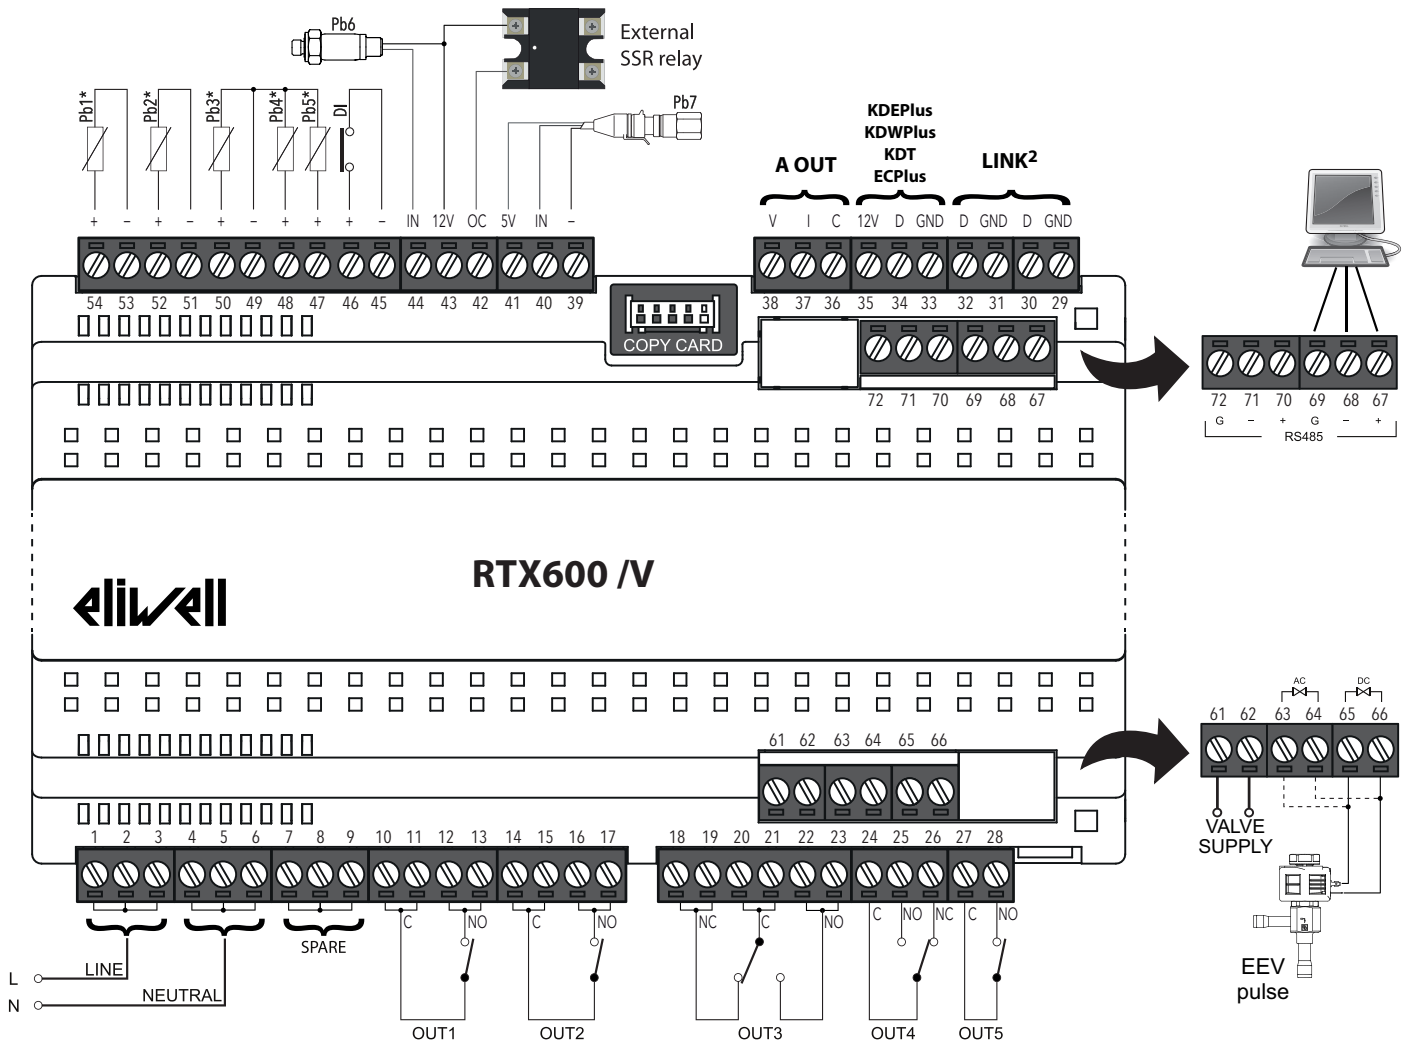 Pb6
External
SSR relay
Pb1*
Pb2*
Pb3*
Pb4*
Pb5*
DI
Pb7
KDEPlus
KDWPlus
KDT
ECPlus
A OUT
LINK2
+ – + – + – + + + – IN 12V OC 5V IN –
V I C 12V D GND D GND D GND
54 53 52 51 50 49 48 47 46 45 44 43 42 41 40 39
38 37 36 35 34 33 32 31 30 29
COPY CARD
72 71 70 69 68 67
72 71 70 69 68 67
G – + G – +
RS485
RTX600 /V
eliwell
61 62 63 64 65 66
AC DC
61 62 63 64 65 66
VALVE
SUPPLY
EEV
pulse
1 2 3 4 5 6 7 8 9 10 11 12 13 14 15 16 17
18 19 20 21 22 23 24 25 26 27 28
C NO C NO NC C NO C NO NC C NO
SPARE
L LINE
N NEUTRAL
OUT1 OUT2 OUT3 OUT4 OUT5